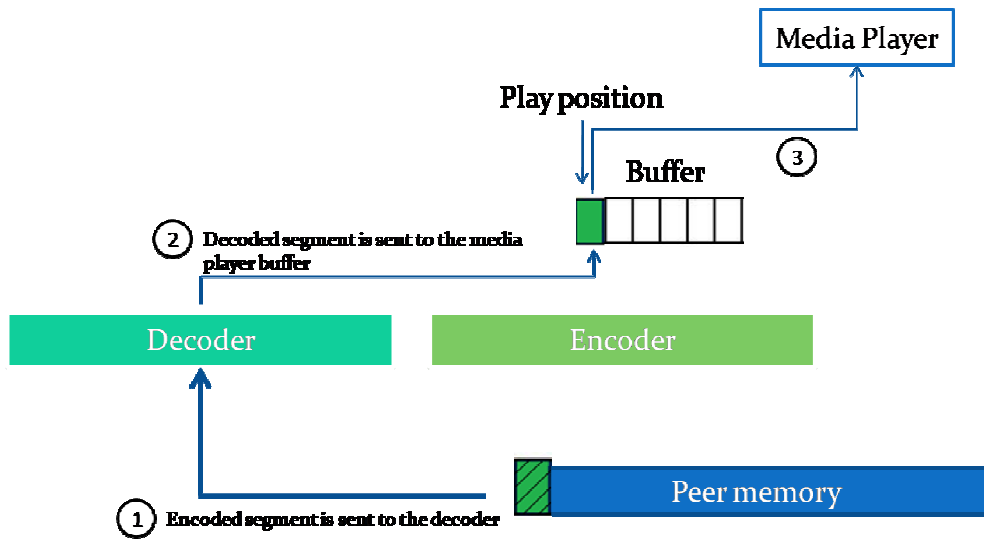 Media Player
Play position
3
Buffer
2
Decoded segment is sent to the media
player buffer
Decoder
Encoder
Peer memory
1
Encoded segment is sent to the decoder